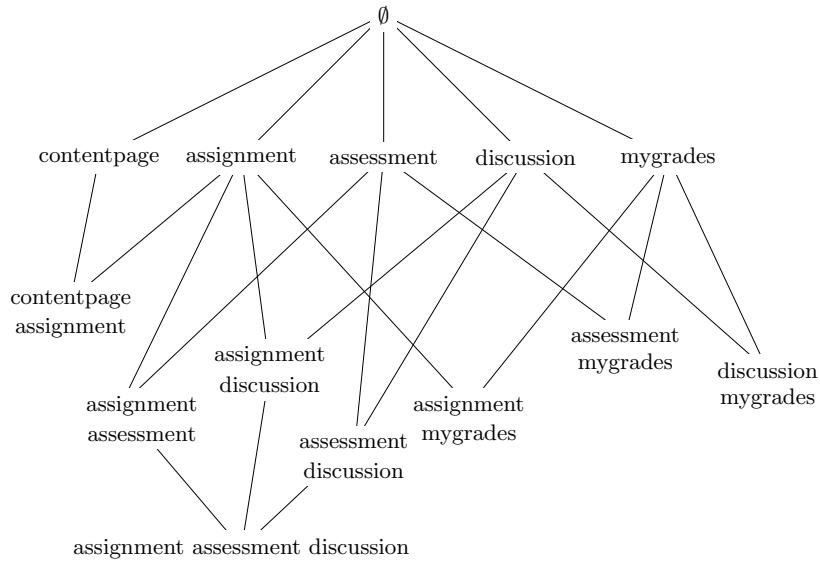 ∅
contentpage assignment assessment discussion mygrades
contentpage
assignment
assessment
mygrades
assignment
discussion
discussion
mygrades
assignment
assessment
assignment
mygrades
assessment
discussion
assignment assessment discussion